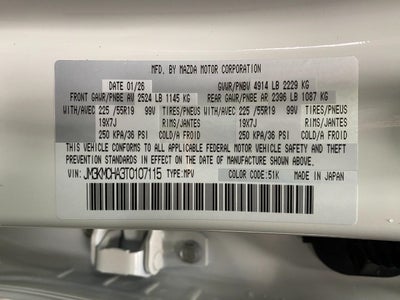 MFD. BY MAZDA MOTOR CORPORATION
DATE 01/26 GVWR/PNBV 4914 LB 2229 KG
FRONT GAWR/PNBE AV 2524 LB 1145 KG REAR GAWR/PNBE AR 2396 LB 1087 KG
WITH/AVEC 225/55R19 99V TIRES/PNEUS WITH/AVEC 225/55R19 99V TIRES/PNEUS
19X7J RIMS/JANTES 19X7J RIMS/JANTES
250 KPA/36 PSI COLD/A FROID 250 KPA/36 PSI COLD/A FROID
THIS VEHICLE CONFORMS TO ALL APPLICABLE FEDERAL MOTOR VEHICLE SAFETY AND THEFT
PREVENTION STANDARDS IN EFFECT ON THE DATE OF MANUFACTURE SHOWN ABOVE.
VIN: JM3KMCHA3T0107115 TYPE:MPV COLOR CODE:51K MADE IN JAPAN